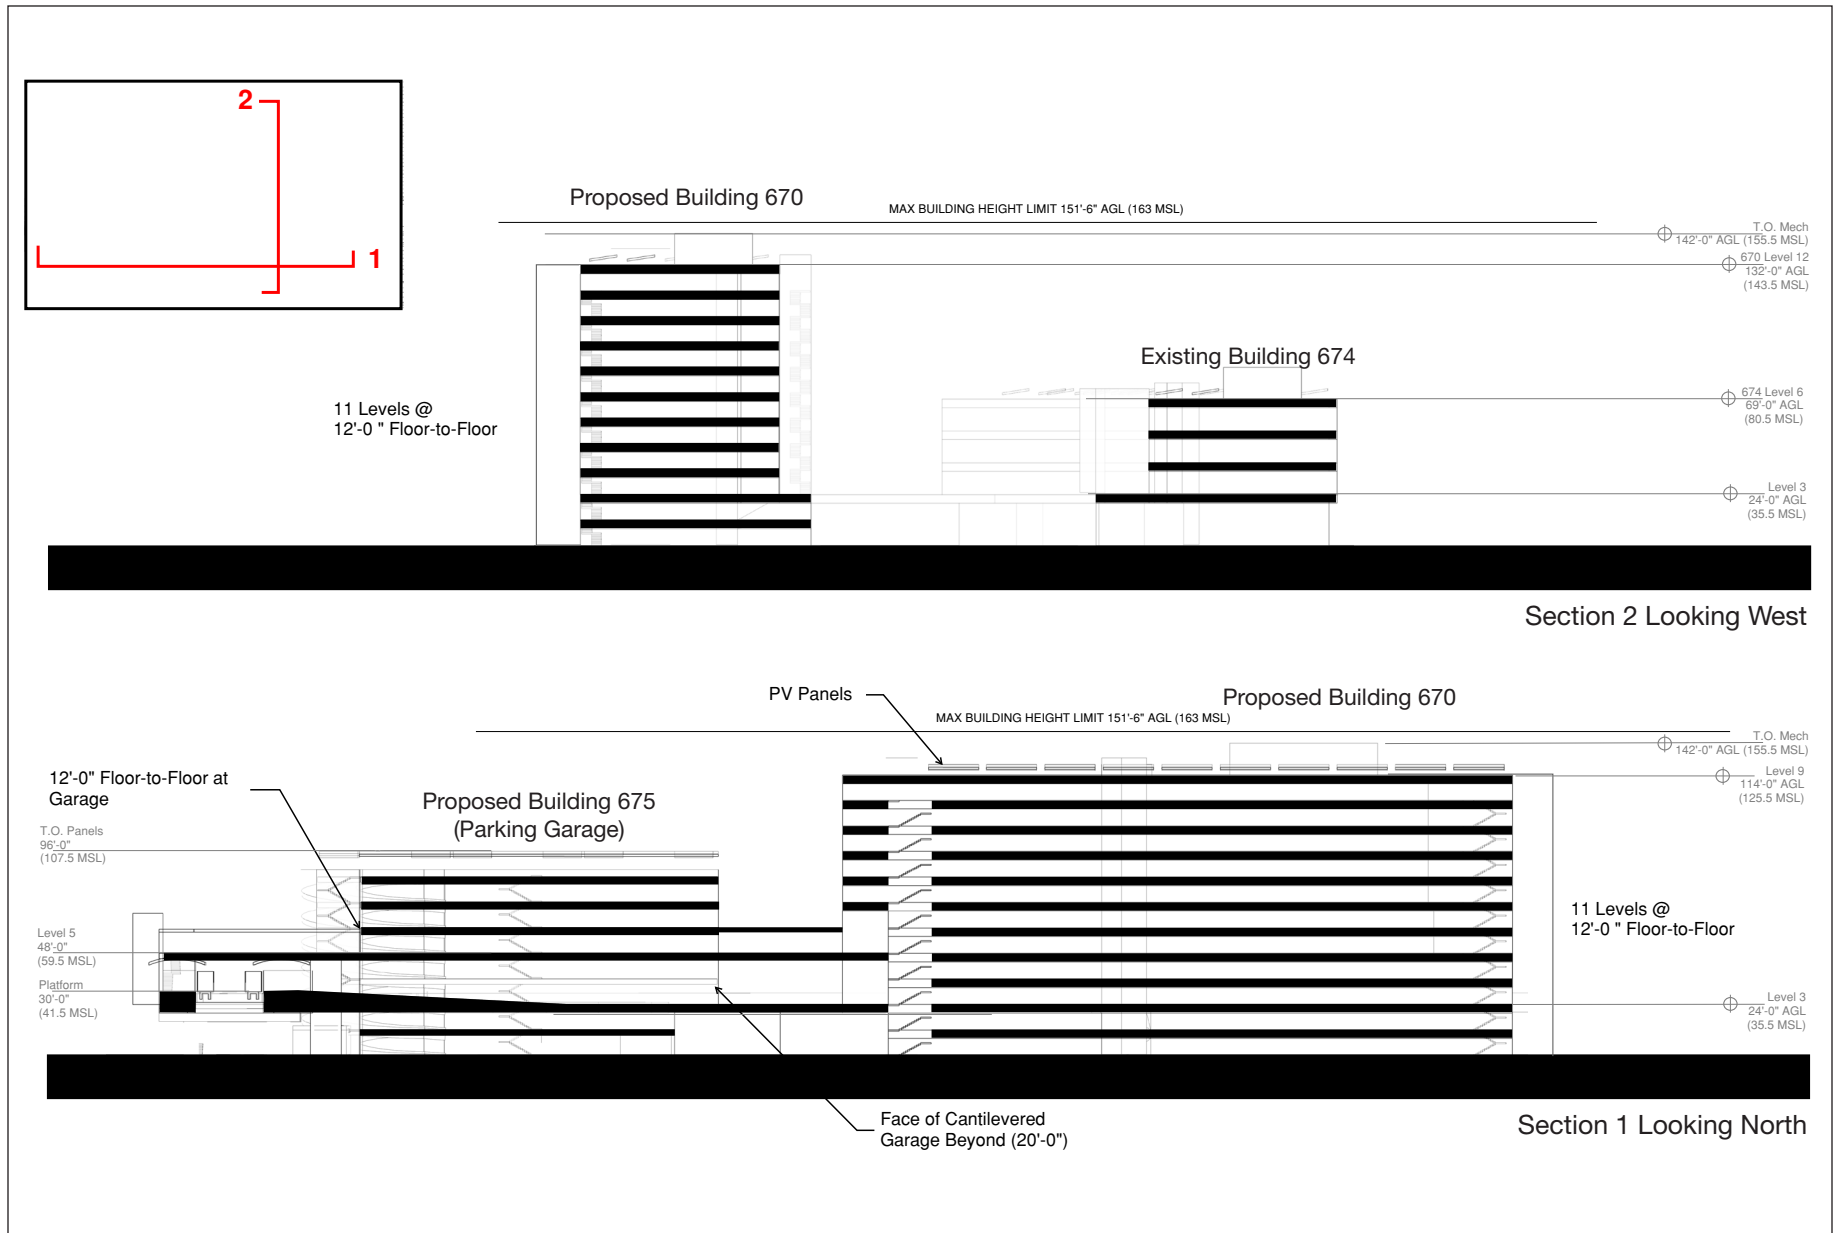 2
1
Proposed Building 670
MAX BUILDING HEIGHT LIMIT 151'-6" AGL (163 MSL)
T.O. Mech
142'-0" AGL (155.5 MSL)
670 Level 12
132'-0" AGL
(143.5 MSL)
Existing Building 674
11 Levels @
12'-0 " Floor-to-Floor
674 Level 6
69'-0" AGL
(80.5 MSL)
Level 3
24'-0" AGL
(35.5 MSL)
Section 2 Looking West
PV Panels
Proposed Building 670
MAX BUILDING HEIGHT LIMIT 151'-6" AGL (163 MSL)
T.O. Mech
142'-0" AGL (155.5 MSL)
12'-0" Floor-to-Floor at
Garage
Level 9
114'-0" AGL
(125.5 MSL)
Proposed Building 675
(Parking Garage)
T.O. Panels
96'-0"
(107.5 MSL)
11 Levels @
12'-0 " Floor-to-Floor
Level 5
48'-0"
(59.5 MSL)
Platform
30'-0"
(41.5 MSL)
Level 3
24'-0" AGL
(35.5 MSL)
Face of Cantilevered
Garage Beyond (20'-0")
Section 1 Looking North